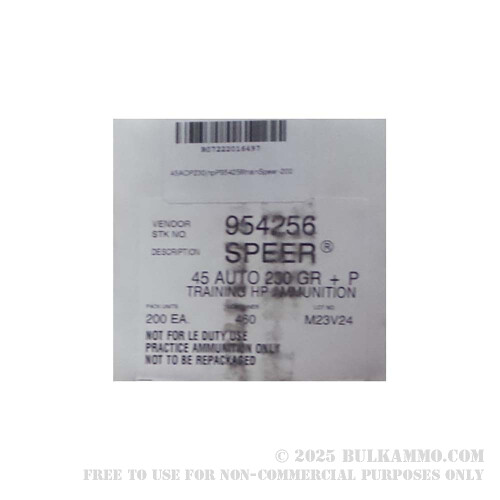 VENDOR
STK NO.
954256
DESCRIPTION
SPEER®
45 AUTO 230 GR + P
TRAINING HP AMMUNITION
PACK UNITS
LOT NO.
200 EA.
460
M23V24
NOT FOR LE DUTY USE
PRACTICE AMMUNITION ONLY
NOT TO BE REPACKAGED
© 2025 BULKAMMO.COM
FREE TO USE FOR NON-COMMERCIAL PURPOSES ONLY